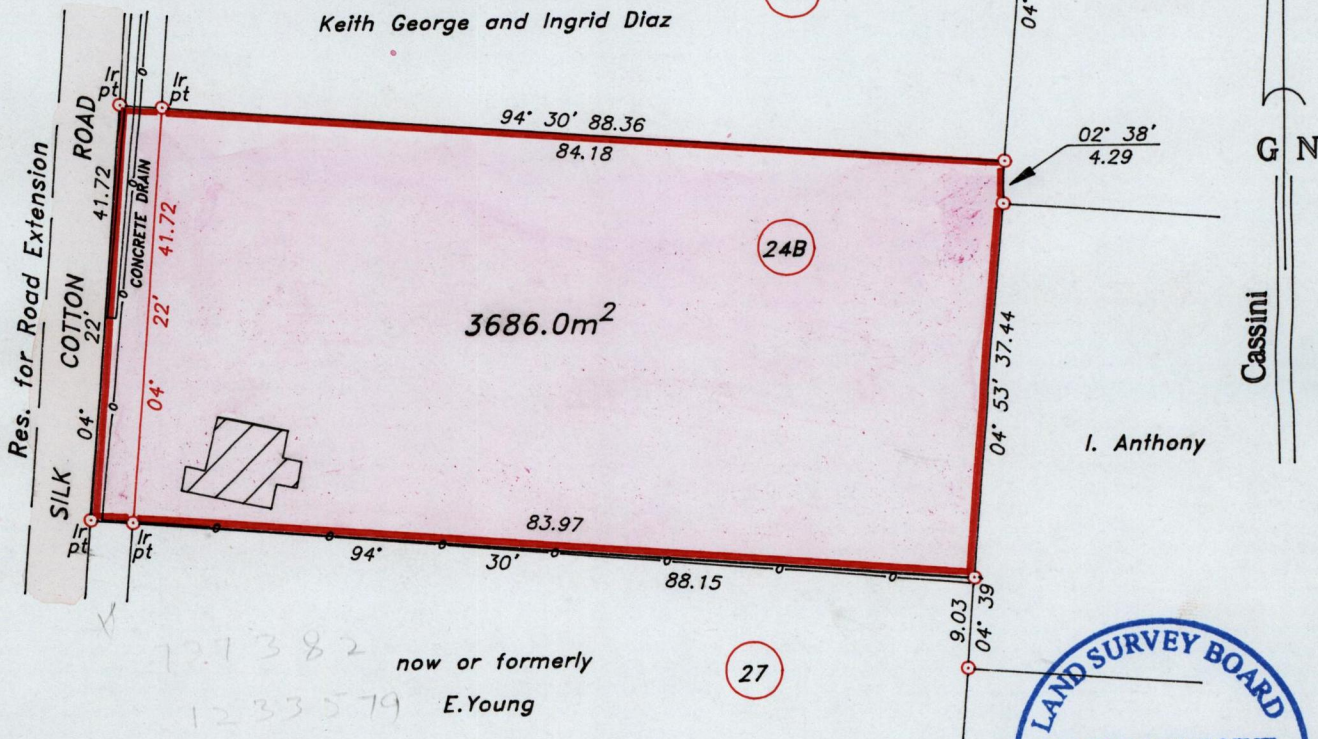 Keith George and Ingrid Diaz
04°
Ir
pt
Ir
pt
94° 30' 88.36
84.18
02° 38'
4.29
G N
Cassini
Res. for Road Extension
SILK COTTON ROAD
04° 22' 41.72
CONCRETE DRAIN
04° 22' 41.72
24B
3686.0m²
04° 53' 37.44
I. Anthony
83.97
94° 30' 88.15
Ir
pt
Ir
pt
9.03
04° 39
127382
1233579
now or formerly
E.Young
27
LAND SURVEY BOARD